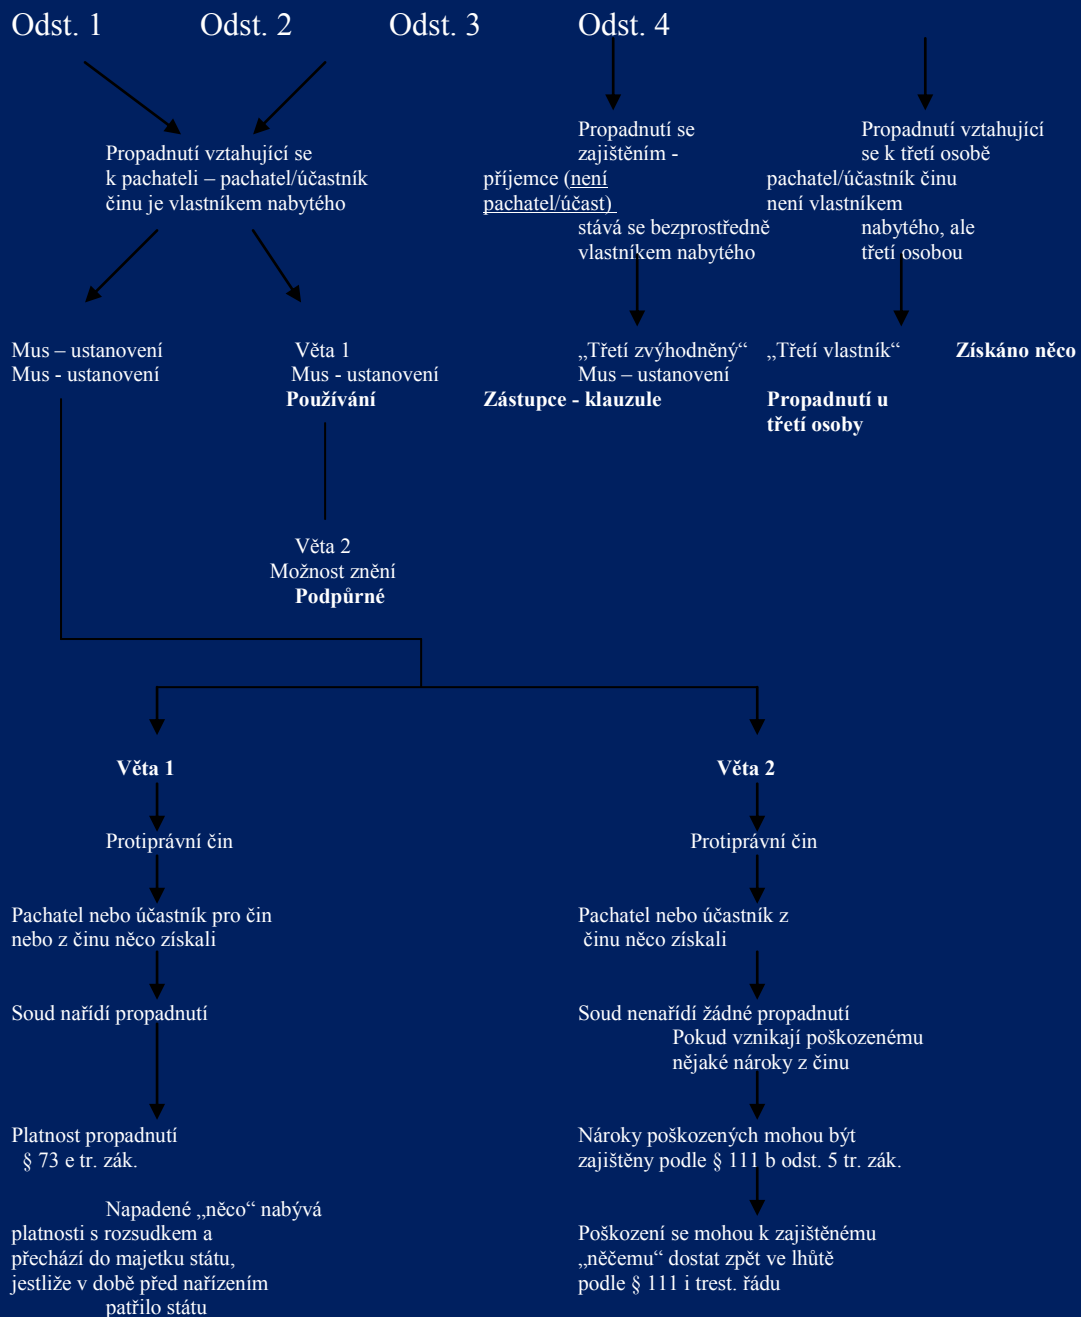 Odst. 1 Odst. 2 Odst. 3 Odst. 4
Propadnutí vztahující se
k pachateli – pachatel/účastník
činu je vlastníkem nabytého
Propadnutí se
zajištěním -
příjemce (není
pachatel/účast)
stává se bezprostředně
vlastníkem nabytého
Propadnutí vztahující
se k třetí osobě
pachatel/účastník činu
není vlastníkem
nabytého, ale
třetí osobou
Mus – ustanovení
Mus - ustanovení
Věta 1
Mus - ustanovení
Používání
„Třetí zvýhodněný“
Mus – ustanovení
Zástupce - klauzule
„Třetí vlastník“
Propadnutí u
třetí osoby
Získáno něco
Věta 2
Možnost znění
Podpůrné
Věta 1
Protiprávní čin
Pachatel nebo účastník pro čin
nebo z činu něco získali
Soud nařídí propadnutí
Platnost propadnutí
§ 73 e tr. zák.
Napadené „něco“ nabývá
platnosti s rozsudkem a
přechází do majetku státu,
jestliže v době před nařízením
patřilo státu
Věta 2
Protiprávní čin
Pachatel nebo účastník z
činu něco získali
Soud nenařídí žádné propadnutí
Pokud vznikají poškozenému
nějaké nároky z činu
Nároky poškozených mohou být
zajištěny podle § 111 b odst. 5 tr. zák.
Poškození se mohou k zajištěnému
„něčemu“ dostat zpět ve lhůtě
podle § 111 i trest. řádu